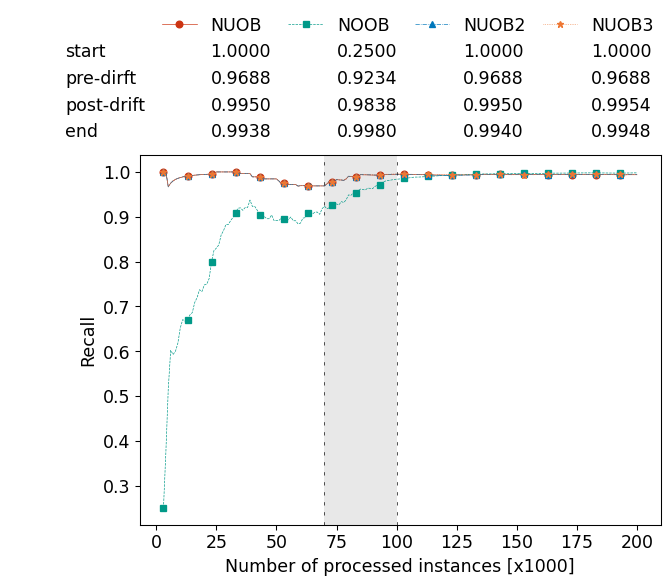 NUOB NOOB NUOB2 NUOB3
start 1.0000 0.2500 1.0000 1.0000
pre-dirft 0.9688 0.9234 0.9688 0.9688
post-drift 0.9950 0.9838 0.9950 0.9954
end 0.9938 0.9980 0.9940 0.9948
1.0
0.9
0.8
0.7
0.6
0.5
0.4
0.3
Recall
0 25 50 75 100 125 150 175 200
Number of processed instances [x1000]